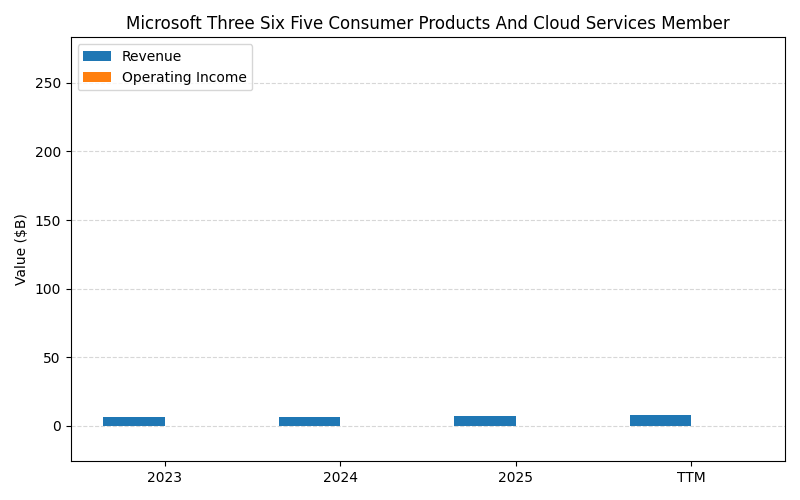 Microsoft Three Six Five Consumer Products And Cloud Services Member
Revenue
Operating Income
Value ($B)
250
200
150
100
50
0
2023
2024
2025
TTM